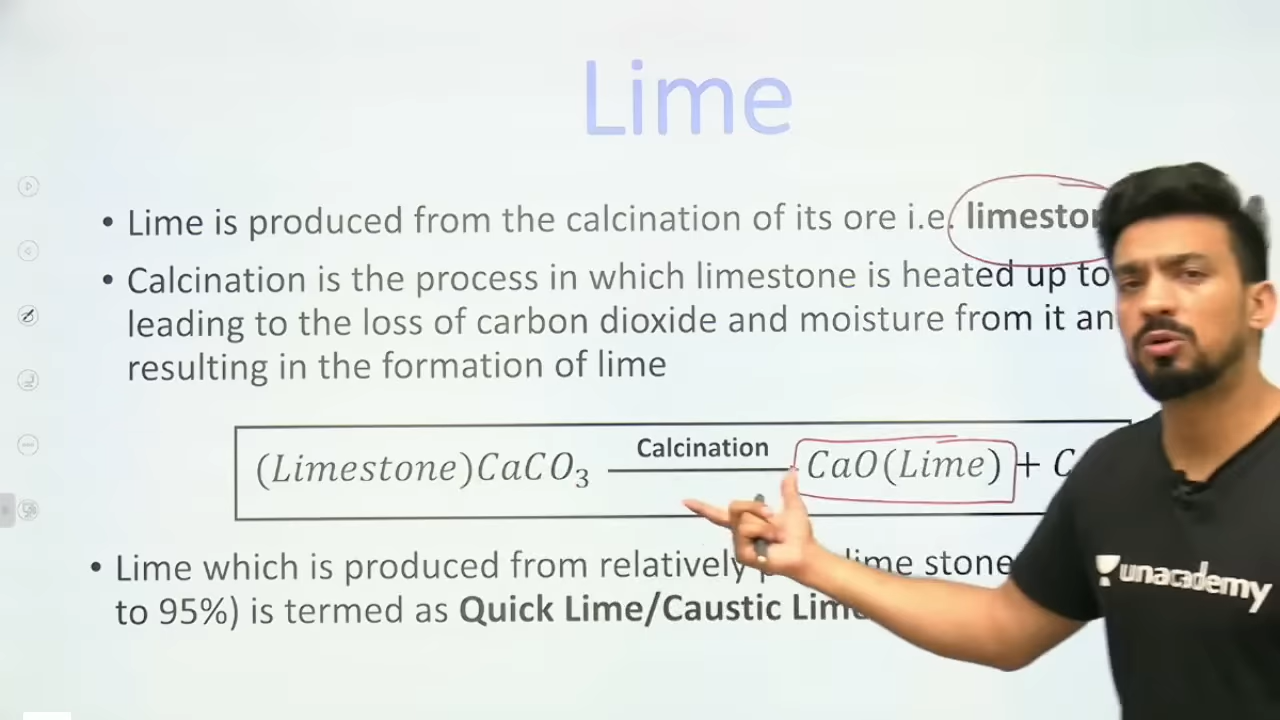 Lime
• Lime is produced from the calcination of its ore i.e.
• Calcination is the process in which limestone is heated up to
leading to the loss of carbon dioxide and moisture from it
resulting in the formation of lime
Calcination
(Limestone)CaCO₃ CaO(Lime) + C
• Lime which is produced from relatively lime stone
to 95%) is termed as Quick Lime/Caustic
unacademy